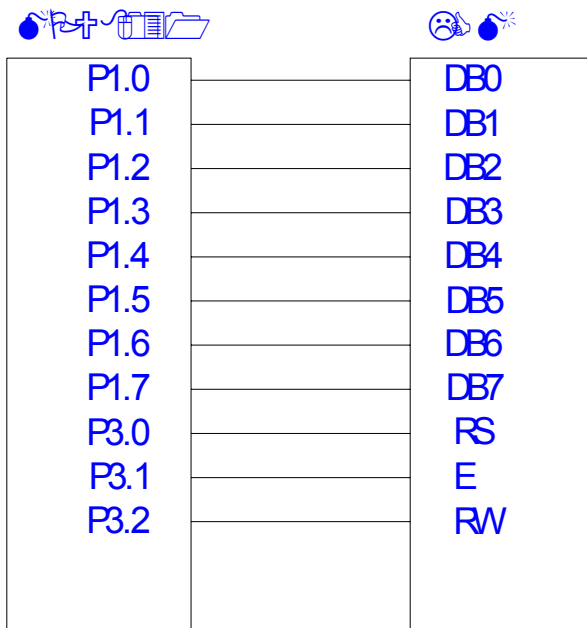 P1.0 DB0
P1.1 DB1
P1.2 DB2
P1.3 DB3
P1.4 DB4
P1.5 DB5
P1.6 DB6
P1.7 DB7
P3.0 RS
P3.1 E
P3.2 RW